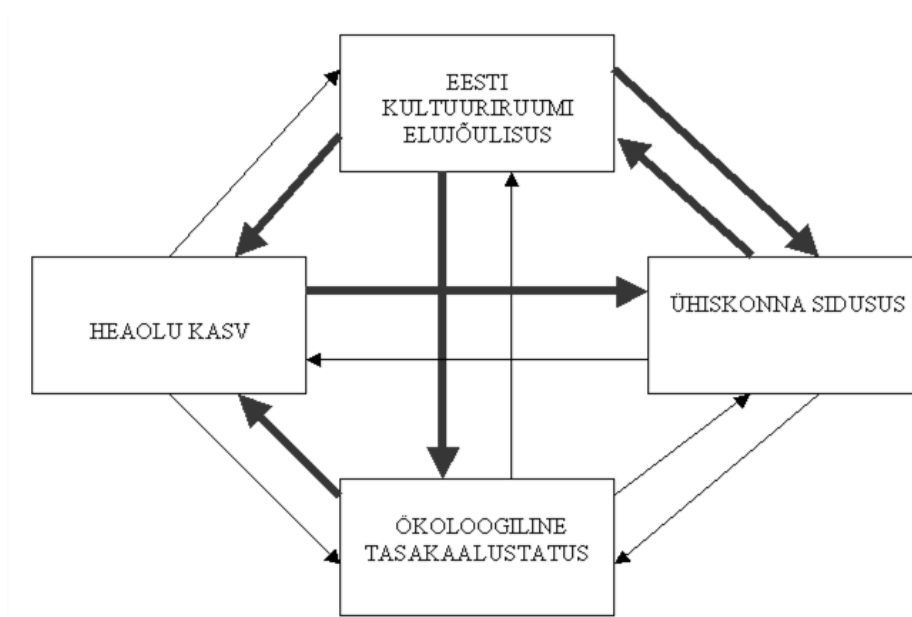 EESTI
KULTUURIRUUMI
ELUJÕULISUS
HEAOLU KASV
ÜHISKONNA SIDUSUS
ÖKOLOOGILINE
TASAKAALUSTATUS